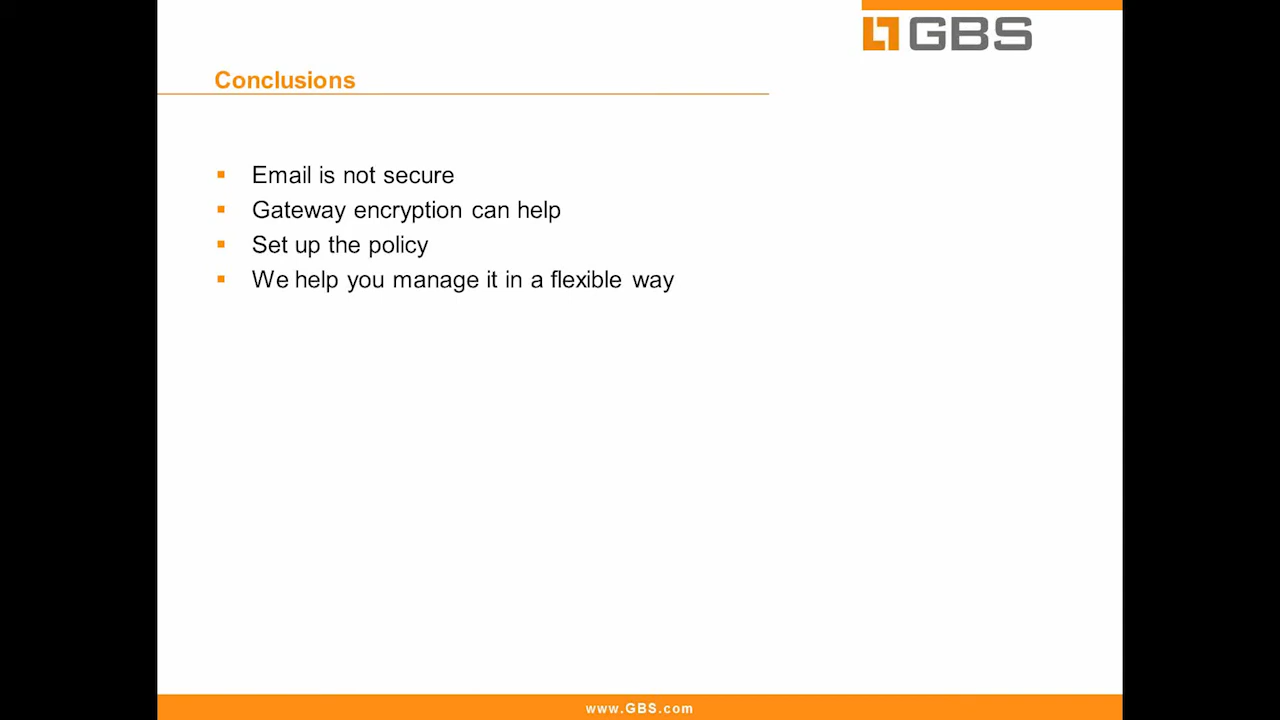 GBS
Conclusions
Email is not secure
Gateway encryption can help
Set up the policy
We help you manage it in a flexible way
www.GBS.com